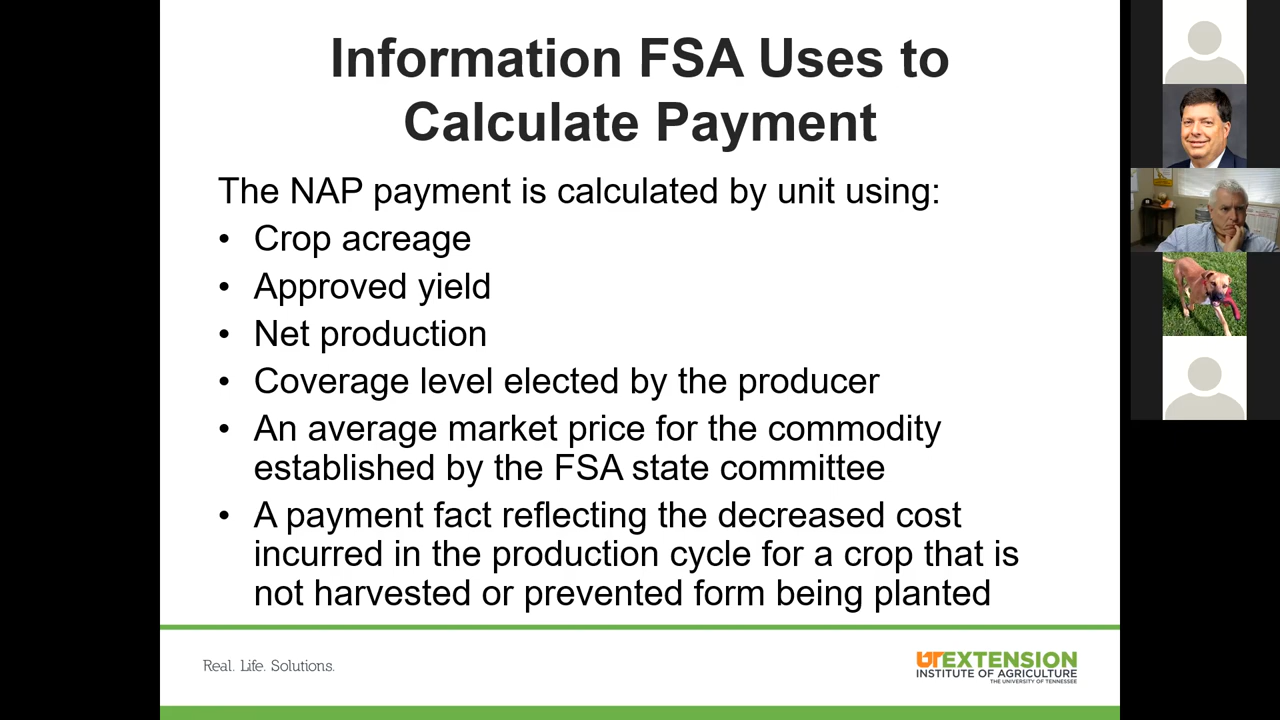 Information FSA Uses to
Calculate Payment
The NAP payment is calculated by unit using:
• Crop acreage
• Approved yield
• Net production
• Coverage level elected by the producer
• An average market price for the commodity
established by the FSA state committee
• A payment fact reflecting the decreased cost
incurred in the production cycle for a crop that is
not harvested or prevented form being planted
Real. Life. Solutions.
UTEXTENSION
INSTITUTE OF AGRICULTURE
THE UNIVERSITY OF TENNESSEE